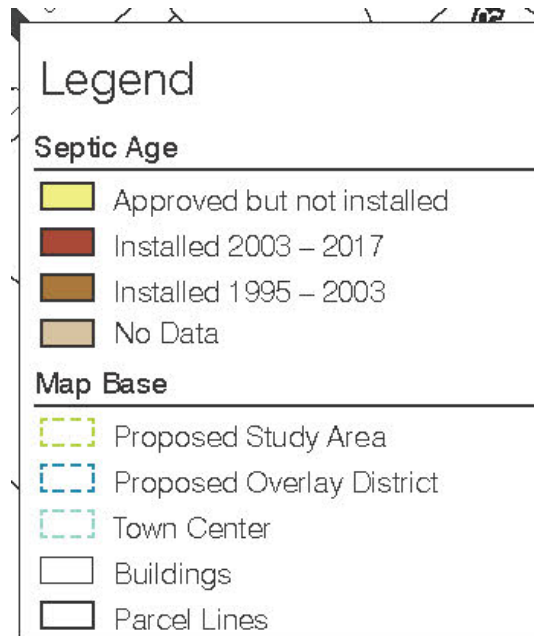 Legend
Septic Age
Approved but not installed
Installed 2003 – 2017
Installed 1995 – 2003
No Data
Map Base
Proposed Study Area
Proposed Overlay District
Town Center
Buildings
Parcel Lines